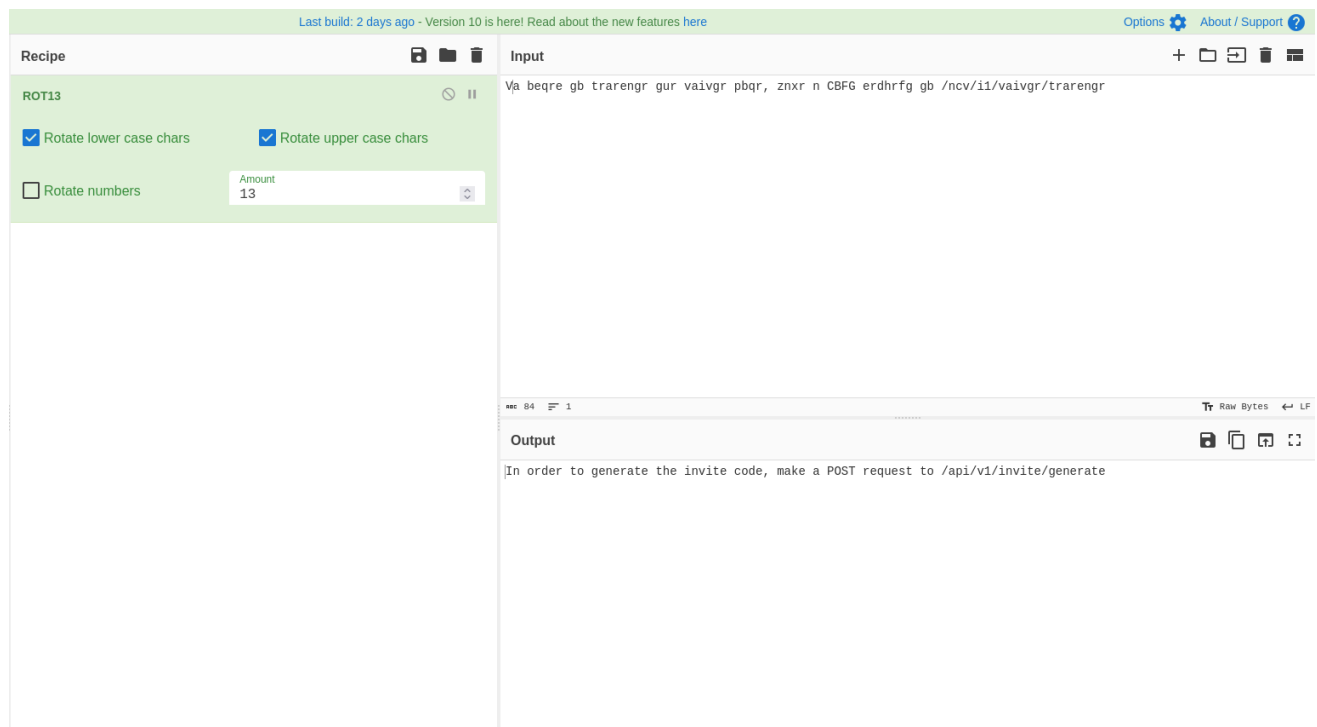 Last build: 2 days ago - Version 10 is here! Read about the new features here
Options
About / Support ?
Recipe
Input
ROT13
Va beqre gb trarengr gur vaivgr pbqr, znxr n CBFG erdhrfg gb /ncv/i1/vaivgr/trarengr
Rotate lower case chars
Rotate upper case chars
Rotate numbers
Amount
13
ABC 84
1
Tт Raw Bytes
LF
Output
In order to generate the invite code, make a POST request to /api/v1/invite/generate